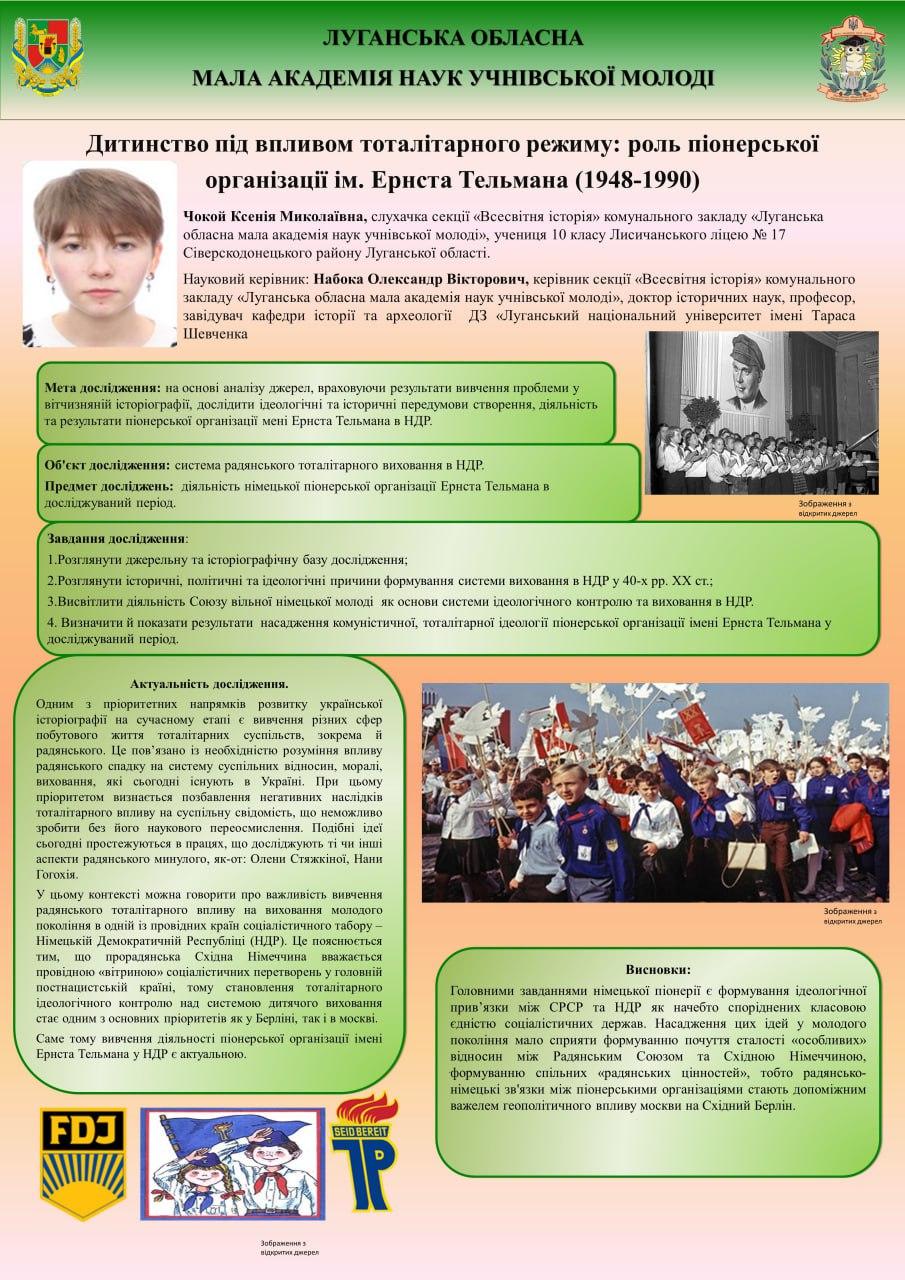 ЛУГАНСЬКА ОБЛАСНА
МАЛА АКАДЕМІЯ НАУК УЧНІВСЬКОЇ МОЛОДІ
Дитинство під впливом тоталітарного режиму: роль піонерської
організації ім. Ернста Тельмана (1948-1990)
Чокой Ксенія Миколаївна, слухачка секції «Всесвітня історія» комунального закладу «Луганська
обласна мала академія наук учнівської молоді», учениця 10 класу Лисичанського ліцею № 17
Сіверскодонецького району Луганської області.
Науковий керівник: Набока Олександр Вікторович, керівник секції «Всесвітня історія» комунального
закладу «Луганська обласна мала академія наук учнівської молоді», доктор історичних наук, професор,
завідувач кафедри історії та археології ДЗ «Луганський національний університет імені Тараса
Шевченка
Мета дослідження: на основі аналізу джерел, враховуючи результати вивчення проблеми у
вітчизняній історіографії, дослідити ідеологічні та історичні передумови створення, діяльність
та результати піонерської організації мені Ернста Тельмана в НДР.
Об'єкт дослідження: система радянського тоталітарного виховання в НДР.
Предмет досліджень: діяльність німецької піонерської організації Ернста Тельмана в
досліджуваний період.
Зображення з
відкритих джерел
Завдання дослідження:
1.Розглянути джерельну та історіографічну базу дослідження;
2.Розглянути історичні, політичні та ідеологічні причини формування системи виховання в НДР у 40-х рр. ХХ ст.;
3.Висвітлити діяльність Союзу вільної німецької молоді як основи системи ідеологічного контролю та виховання в НДР.
4. Визначити й показати результати насадження комуністичної, тоталітарної ідеології піонерської організації імені Ернста Тельмана у
досліджуваний період.
Актуальність дослідження.
Одним з пріоритетних напрямків розвитку української
історіографії на сучасному етапі є вивчення різних сфер
побутового життя тоталітарних суспільств, зокрема й
радянського. Це пов’язано із необхідністю розуміння впливу
радянського спадку на систему суспільних відносин, моралі,
виховання, які сьогодні існують в Україні. При цьому
пріоритетом визнається позбавлення негативних наслідків
тоталітарного впливу на суспільну свідомість, що неможливо
зробити без його наукового переосмислення. Подібні ідеї
сьогодні простежуються в працях, що досліджують ті чи інші
аспекти радянського минулого, як-от: Олени Стяжкіної, Нани
Гогохія.
У цьому контексті можна говорити про важливість вивчення
радянського тоталітарного впливу на виховання молодого
покоління в одній із провідних країн соціалістичного табору –
Німецькій Демократичній Республіці (НДР). Це пояснюється
тим, що прорадянська Східна Німеччина вважається
провідною «вітриною» соціалістичних перетворень у головній
постнацистській країні, тому становлення тоталітарного
ідеологічного контролю над системою дитячого виховання
стає одним з основних пріоритетів як у Берліні, так і в москві.
Саме тому вивчення діяльності піонерської організації імені
Ернста Тельмана у НДР є актуальною.
XX
Зображення з
відкритих джерел
Висновки:
Головними завданнями німецької піонерії є формування ідеологічної
прив’язки між СРСР та НДР як начебто споріднених класовою
єдністю соціалістичних держав. Насадження цих ідей у молодого
покоління мало сприяти формуванню почуття сталості «особливих»
відносин між Радянським Союзом та Східною Німеччиною,
формуванню спільних «радянських цінностей», тобто радянсько-
німецькі зв'язки між піонерськими організаціями стають допоміжним
важелем геополітичного впливу москви на Східний Берлін.
FDJ
SEID BEREIT
JP
Зображення з
відкритих джерел